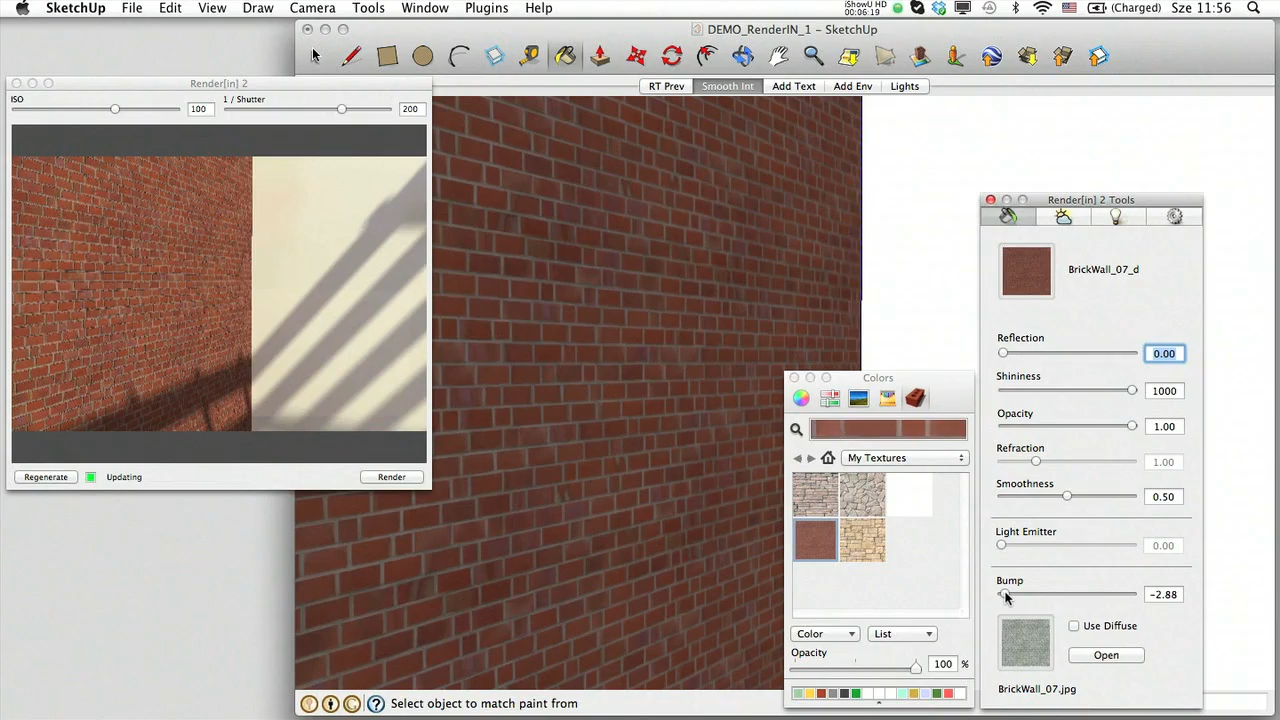 SketchUp File Edit View Draw Camera Tools Window Plugins Help iShowU HD 00:06:19 (Charged) Sze 11:56
DEMO_RenderIN_1 – SketchUp
RT Prev Smooth Int Add Text Add Env Lights
Render[in] 2
ISO 100 1 / Shutter 200
Regenerate Updating Render
Render[in] 2 Tools
BrickWall_07_d
Reflection
0.00
Shininess
1000
Opacity
1.00
Refraction
1.00
Smoothness
0.50
Light Emitter
0.00
Bump
-2.88
Use Diffuse
Open
BrickWall_07.jpg
Colors
My Textures
Color List
Opacity
100 %
Select object to match paint from